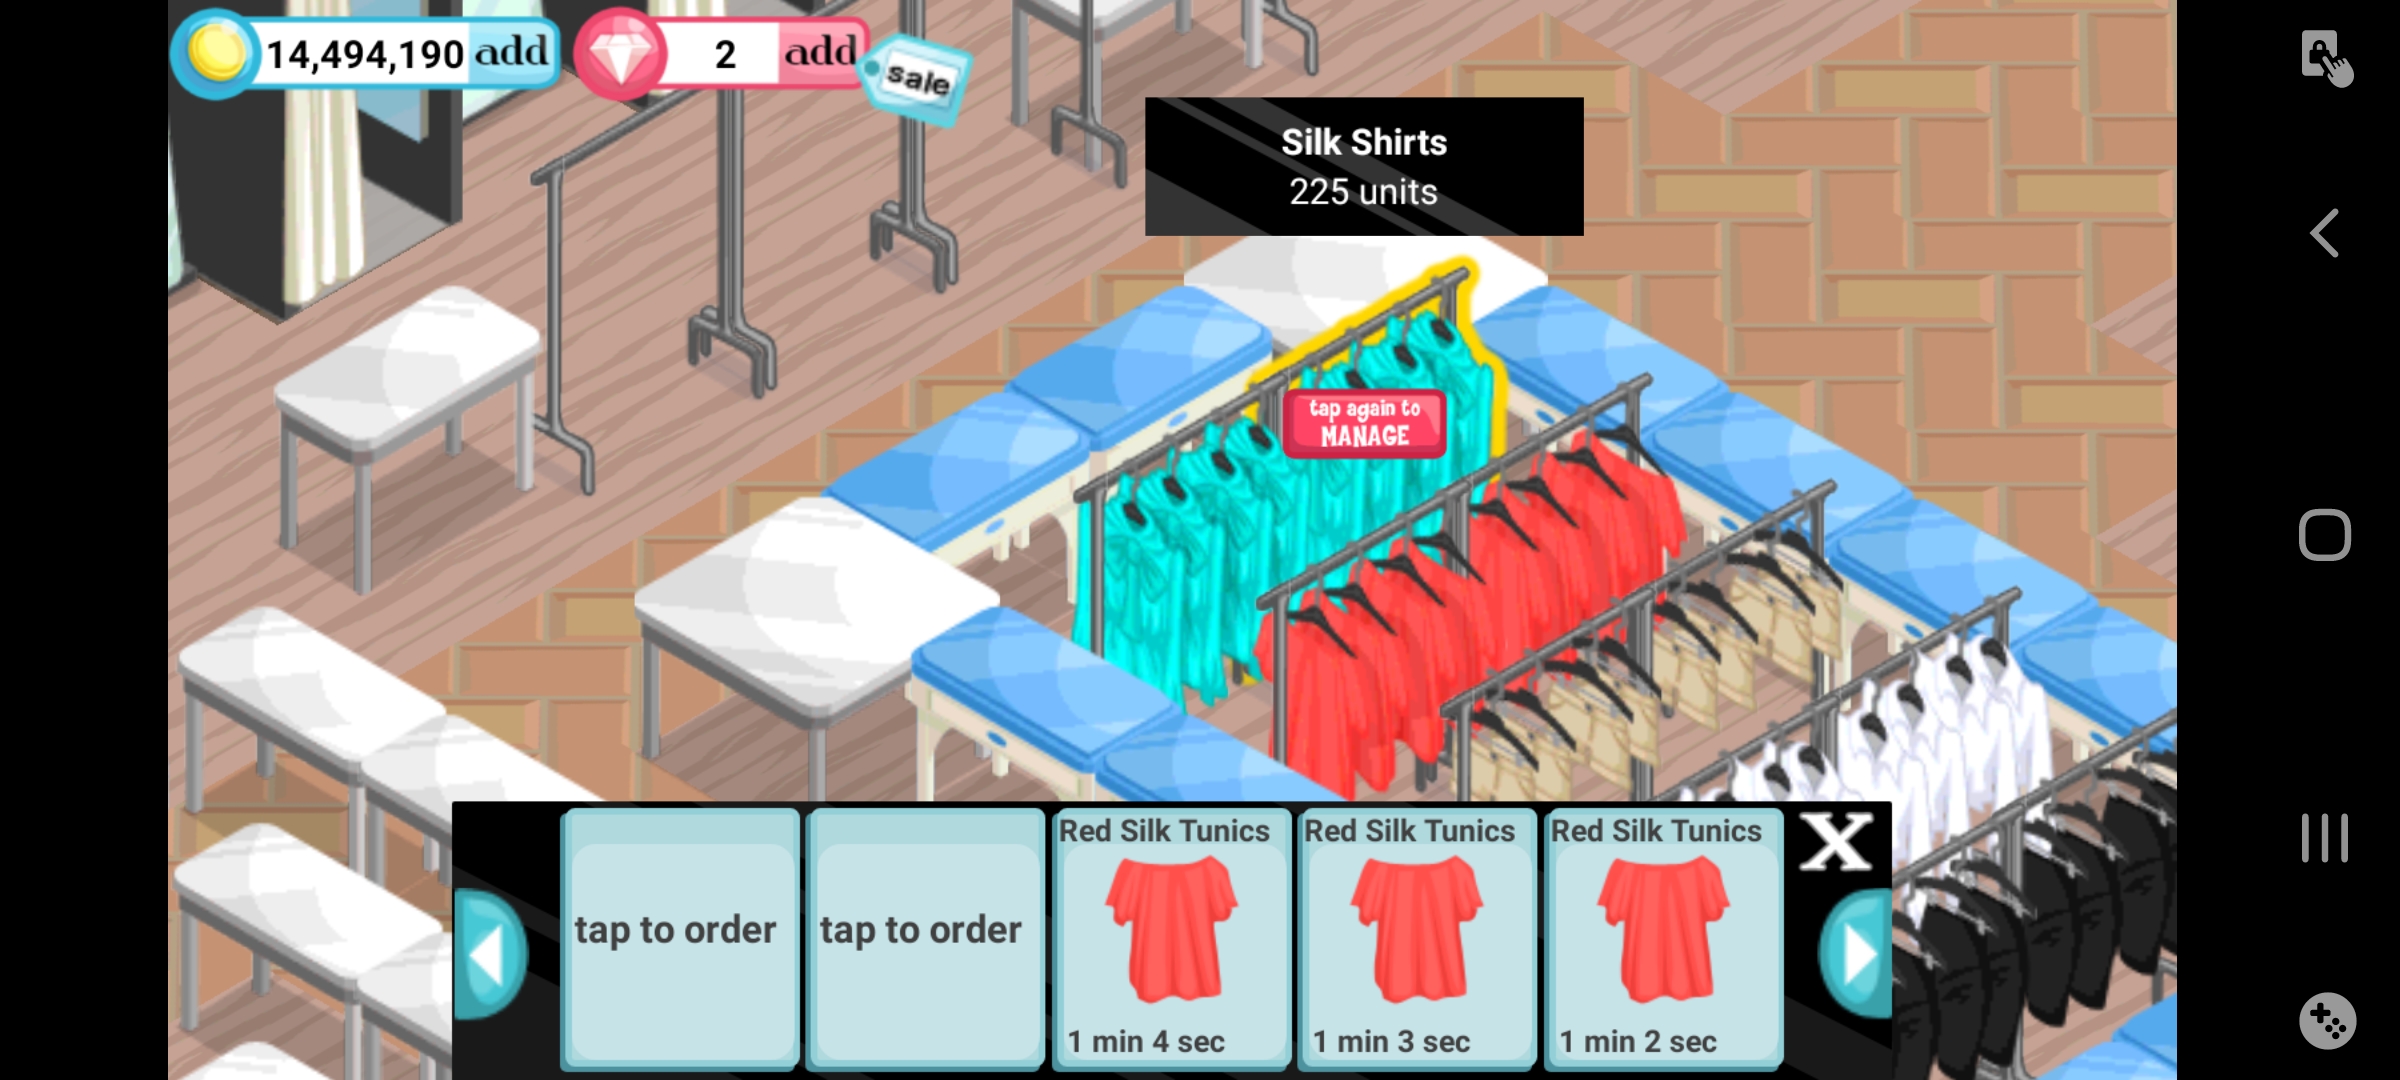 14,494,190 add
2 add
sale
Silk Shirts
225 units
tap again to
MANAGE
tap to order
tap to order
Red Silk Tunics
1 min 4 sec
Red Silk Tunics
1 min 3 sec
Red Silk Tunics
1 min 2 sec
X